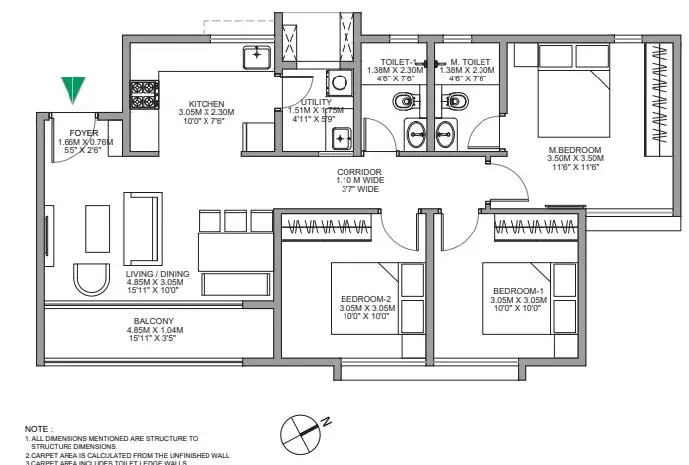 FOYER
1.66M X 0.76M
5'5" X 2'6"
KITCHEN
3.05M X 2.30M
10'0" X 7'6"
UTILITY
1.51M X 1.75M
4'11" X 5'9"
TOILET-1
1.38M X 2.30M
4'6" X 7'6"
M. TOILET
1.38M X 2.30M
4'6" X 7'6"
M.BEDROOM
3.50M X 3.50M
11'6" X 11'6"
CORRIDOR
1.10 M WIDE
3'7" WIDE
LIVING / DINING
4.85M X 3.05M
15'11" X 10'0"
BALCONY
4.85M X 1.04M
15'11" X 3'5"
BEDROOM-2
3.05M X 3.05M
10'0" X 10'0"
BEDROOM-1
3.05M X 3.05M
10'0" X 10'0"
N
NOTE :
1. ALL DIMENSIONS MENTIONED ARE STRUCTURE TO
STRUCTURE DIMENSIONS.
2.CARPET AREA IS CALCULATED FROM THE UNFINISHED WALL
3.CARPET AREA INCLUDES TOILET LEDGE WALLS